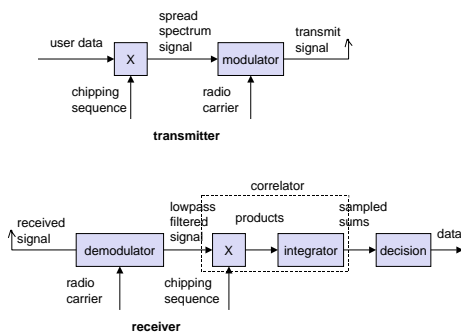 user data
X
spread
spectrum
signal
modulator
transmit
signal
chipping
sequence
radio
carrier
transmitter
correlator
received
signal
demodulator
lowpass
filtered
signal
products
X
integrator
sampled
sums
decision
data
radio
carrier
chipping
sequence
receiver